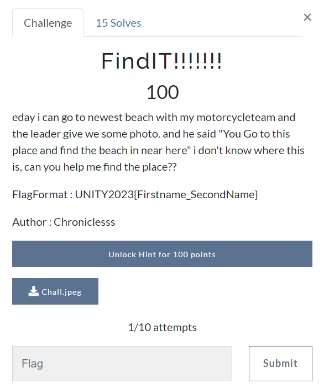 Challenge
15 Solves
×
FindIT!!!!!!!
100
eday i can go to newest beach with my motorcycleteam and
the leader give we some photo. and he said "You Go to this
place and find the beach in near here" i don't know where this
is, can you help me find the place??
FlagFormat : UNITY2023{Firstname_SecondName}
Author : Chroniclesss
Unlock Hint for 100 points
Chall.jpeg
1/10 attempts
Flag
Submit